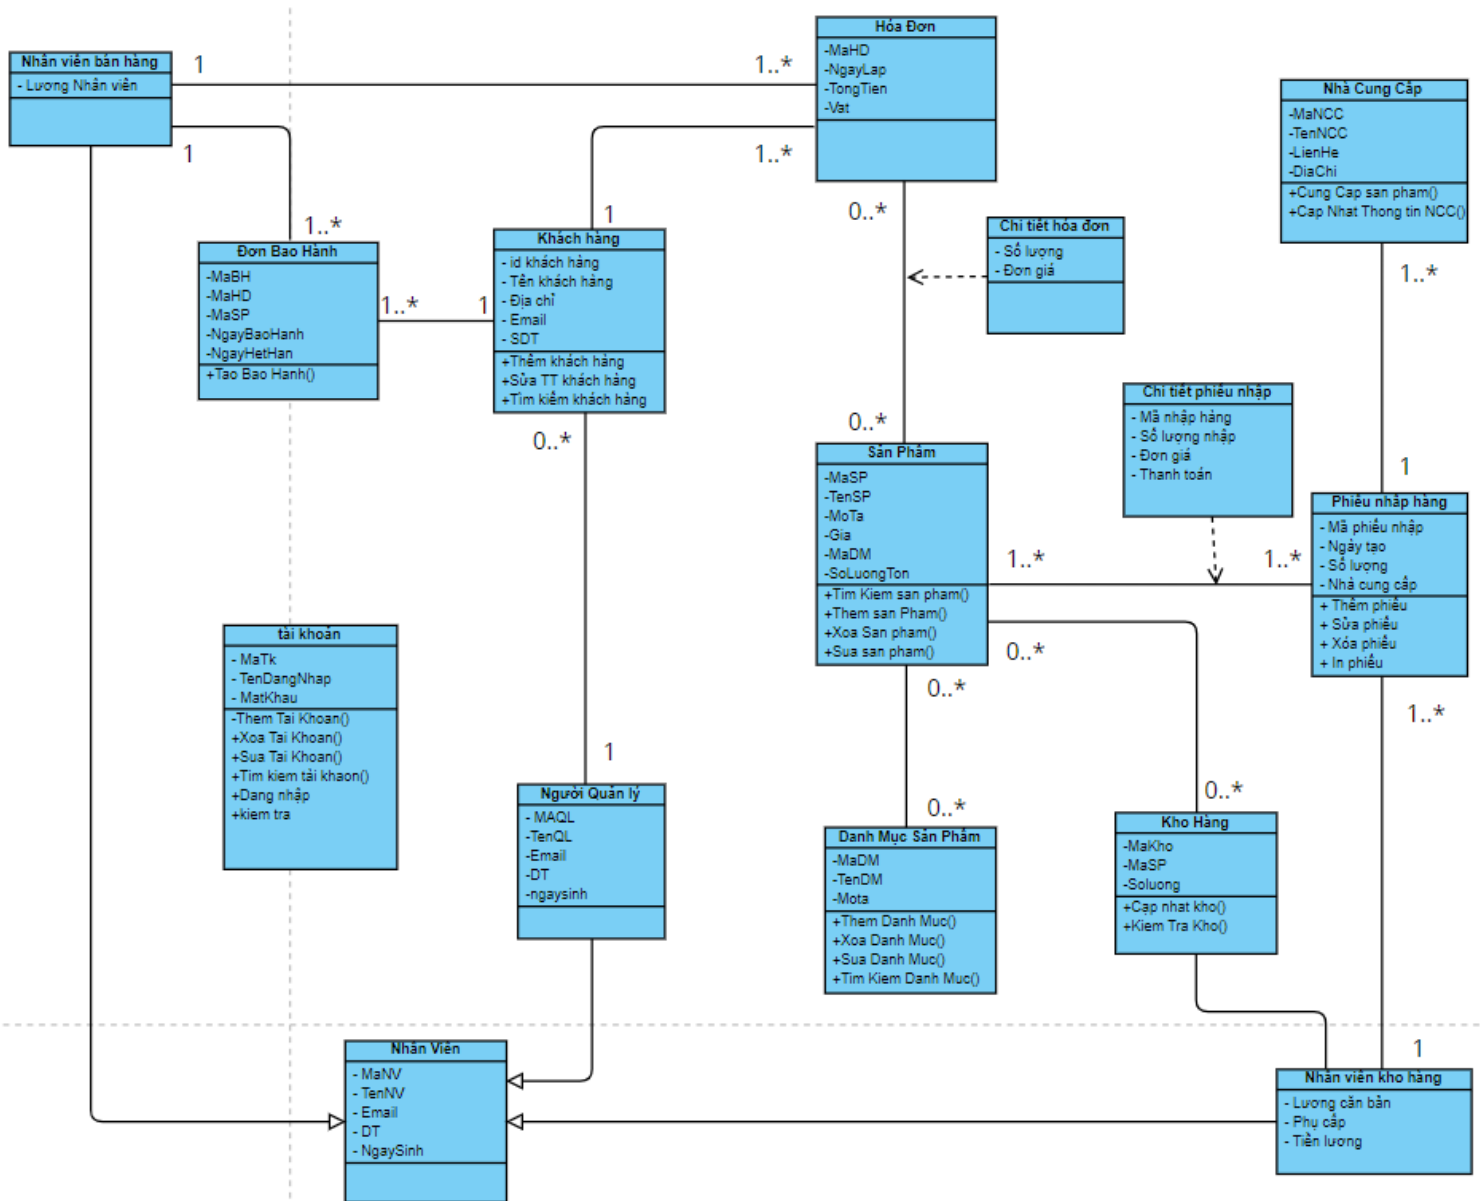 Nhân viên bán hàng
- Lương Nhân viên
1
1..*
1
1..*
Hóa Đơn
-MaHD
-NgayLap
-TongTien
-Vat
1..*
1
0..*
Nhà Cung Cấp
-MaNCC
-TenNCC
-LienHe
-DiaChi
+Cung Cap san pham()
+Cap Nhat Thong tin NCC()
1..*
1
Đơn Bao Hành
-MaBH
-MaHD
-MaSP
-NgayBaoHanh
-NgayHetHan
+Tao Bao Hanh()
1..*
1
Khách hàng
- id khách hàng
- Tên khách hàng
- Địa chỉ
- Email
- SDT
+Thêm khách hàng
+Sửa TT khách hàng
+Tìm kiếm khách hàng
0..*
1
Chi tiết hóa đơn
- Số lượng
- Đơn giá
0..*
Chi tiết phiếu nhập
- Mã nhập hàng
- Số lượng nhập
- Đơn giá
- Thanh toán
Sản Phẩm
-MaSP
-TenSP
-MoTa
-Gia
-MaDM
-SoLuongTon
+Tim Kiem san pham()
+Them san Pham()
+Xoa San pham()
+Sua san pham()
1..*
1..*
0..*
0..*
Phiếu nhập hàng
- Mã phiếu nhập
- Ngày tạo
- Số lượng
- Nhà cung cấp
+ Thêm phiếu
+ Sửa phiếu
+ Xóa phiếu
+ In phiếu
1..*
tài khoản
- MaTk
- TenDangNhap
- MatKhau
-Them Tai Khoan()
+Xoa Tai Khoan()
+Sua Tai Khoan()
+Tim kiem tài khaon()
+Dang nhập
+kiem tra
Người Quản lý
- MAQL
-TenQL
-Email
-DT
-ngaysinh
0..*
Danh Mục Sản Phẩm
-MaDM
-TenDM
-Mota
+Them Danh Muc()
+Xoa Danh Muc()
+Sua Danh Muc()
+Tim Kiem Danh Muc()
0..*
Kho Hàng
-MaKho
-MaSP
-Soluong
+Cạp nhat kho()
+Kiem Tra Kho()
Nhân Viên
- MaNV
- TenNV
- Email
- DT
- NgaySinh
1
Nhân viên kho hàng
- Lương căn bản
- Phụ cấp
- Tiền lương